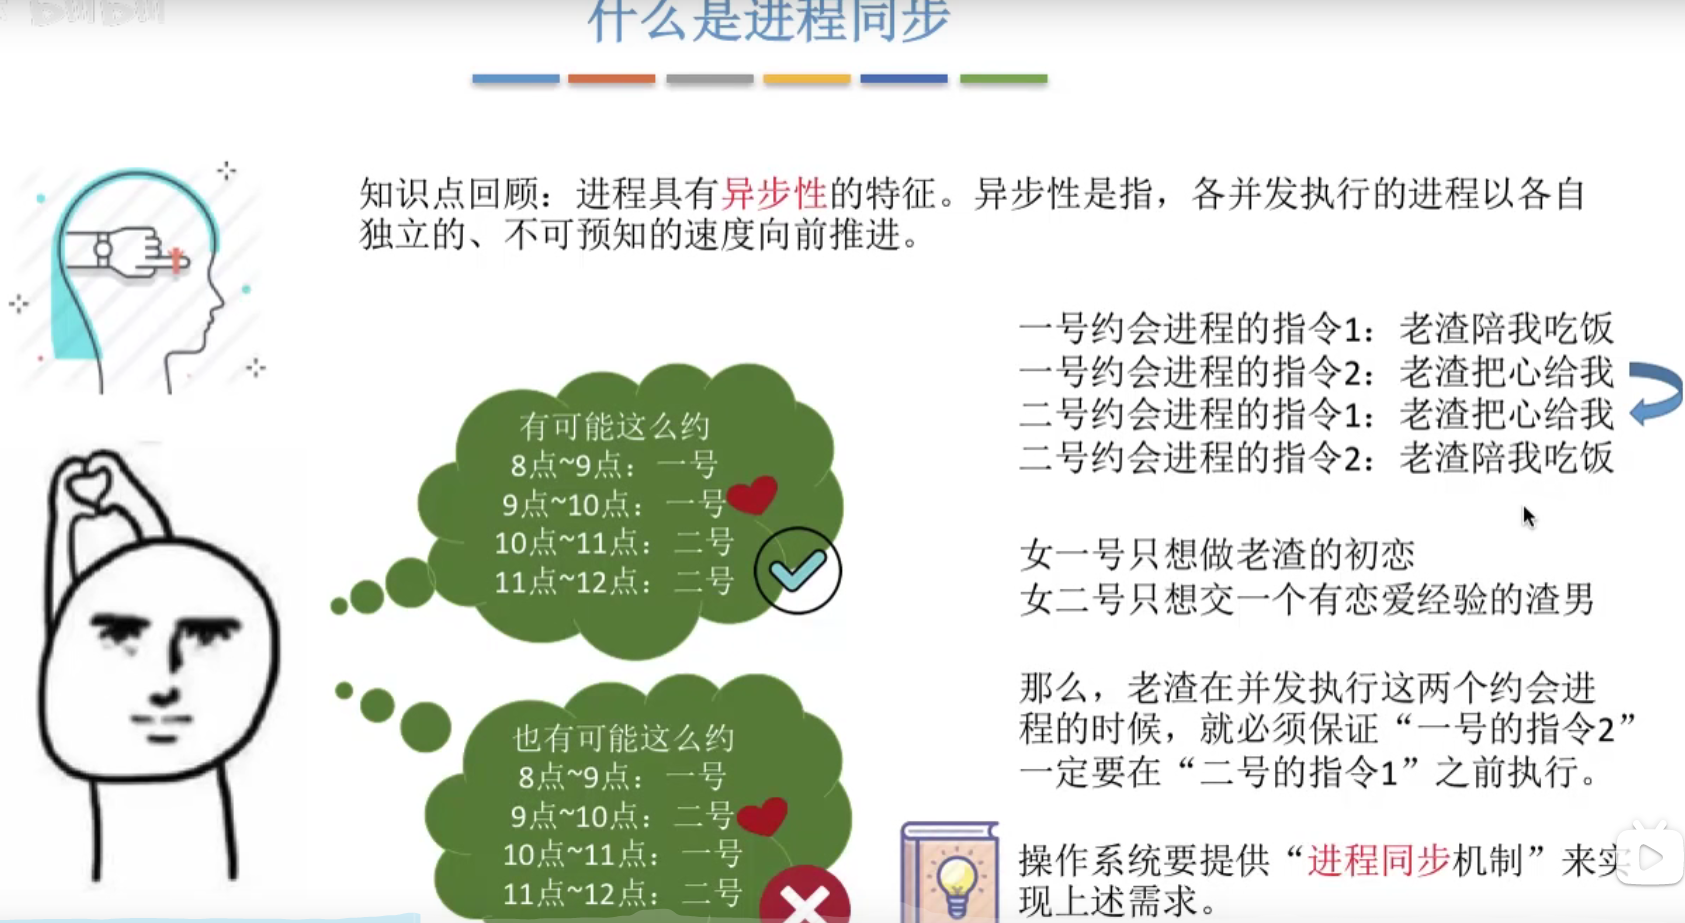 什么是进程同步
知识点回顾：进程具有异步性的特征。异步性是指，各并发执行的进程以各自
独立的、不可预知的速度向前推进。
一号约会进程的指令1：老渣陪我吃饭
一号约会进程的指令2：老渣把心给我
二号约会进程的指令1：老渣把心给我
二号约会进程的指令2：老渣陪我吃饭
有可能这么约
8点~9点：一号
9点~10点：一号
10点~11点：二号
11点~12点：二号
女一号只想做老渣的初恋
女二号只想交一个有恋爱经验的渣男
那么，老渣在并发执行这两个约会进
程的时候，就必须保证“一号的指令2”
一定要在“二号的指令1”之前执行。
也有可能这么约
8点~9点：一号
9点~10点：二号
10点~11点：一号
11点~12点：二号
操作系统要提供“进程同步机制”来实
现上述需求。